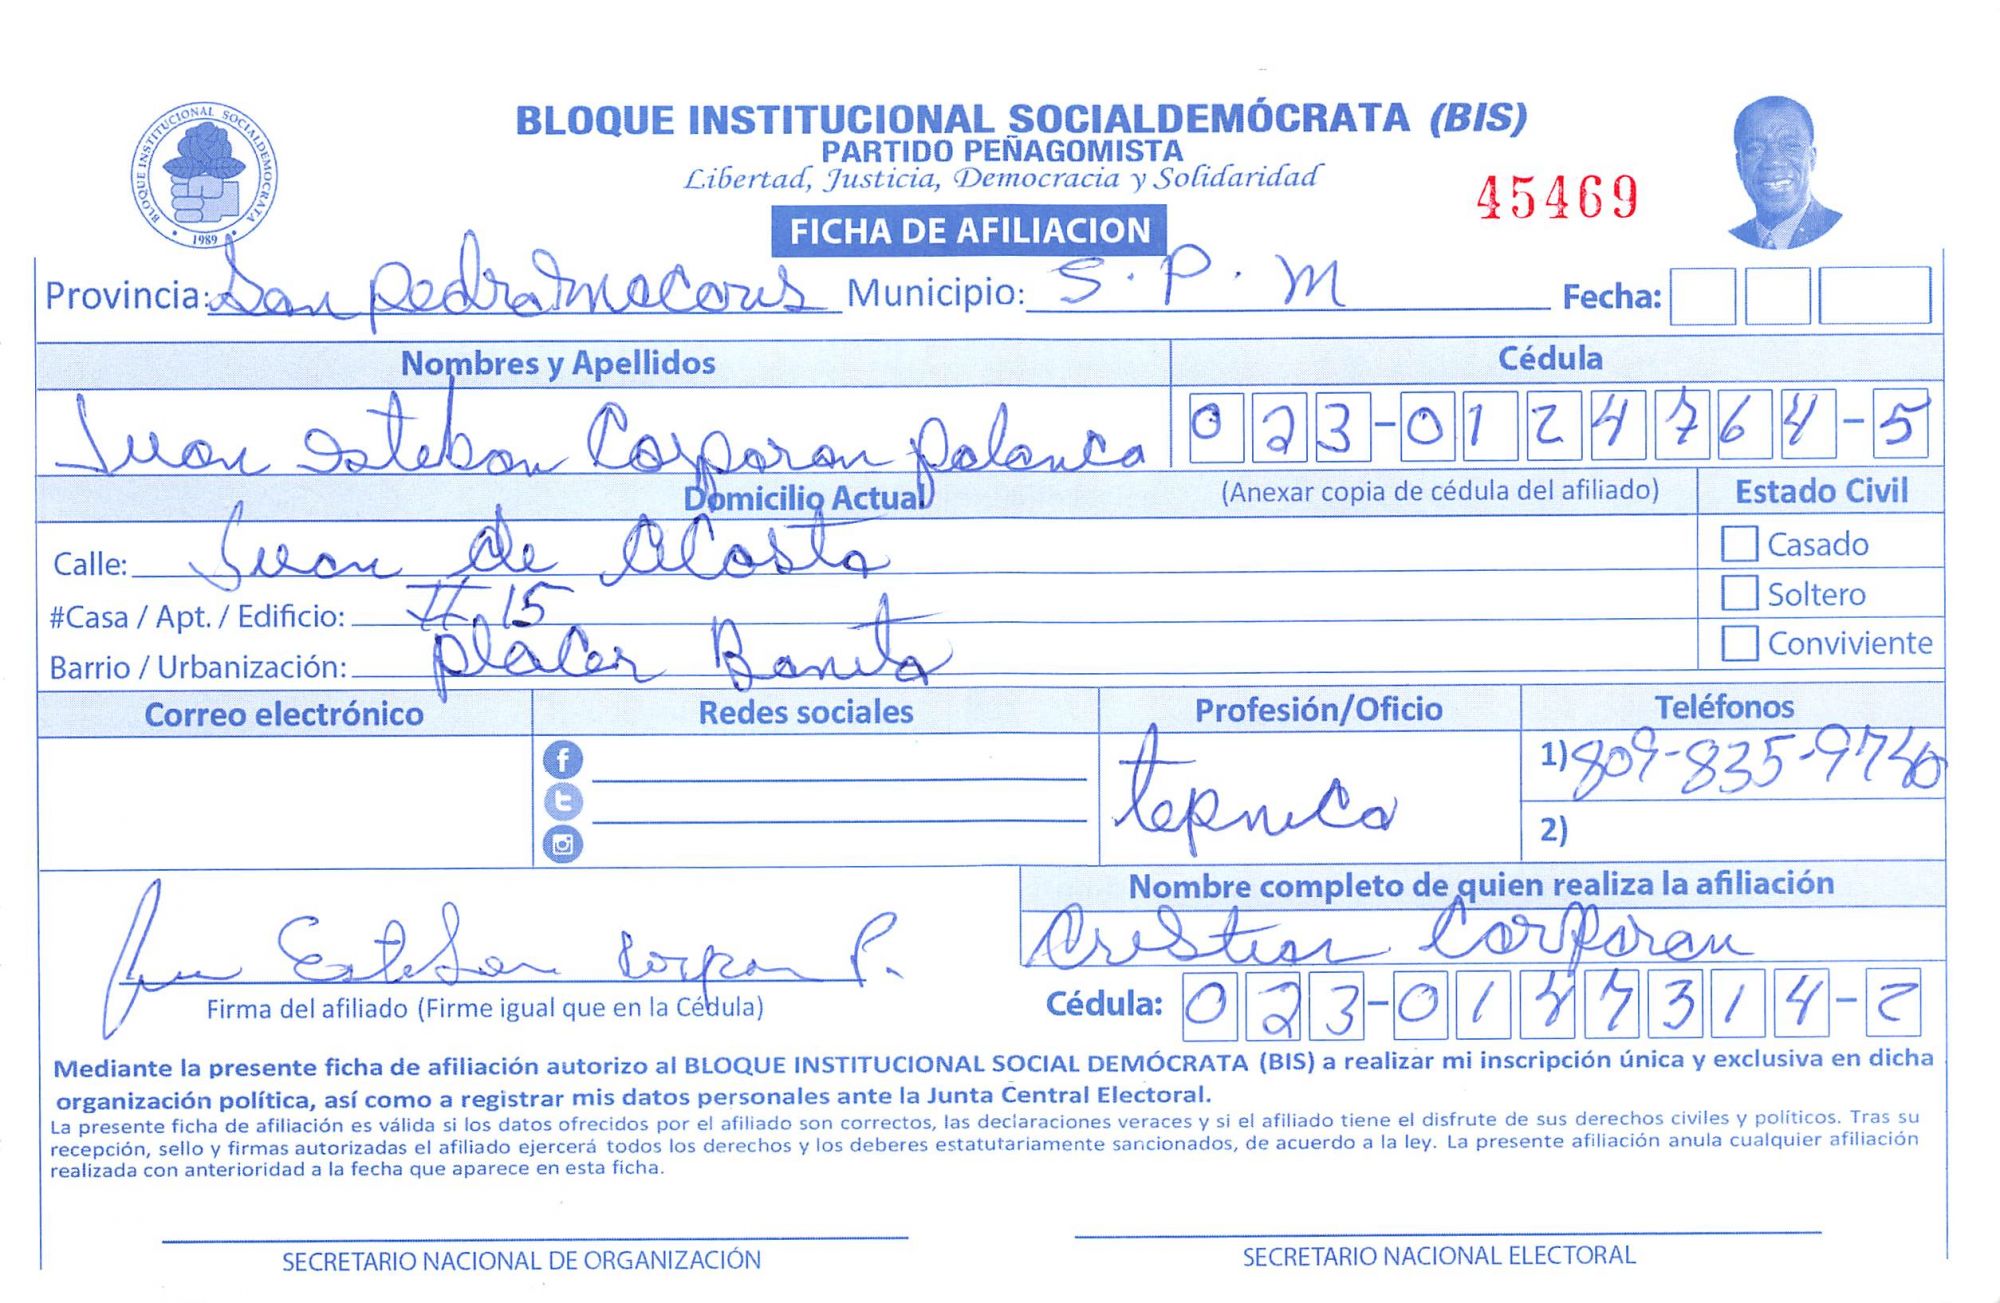 BLOQUE INSTITUCIONAL SOCIALDEMÓCRATA (BIS)
PARTIDO PEÑAGOMISTA
Libertad, Justicia, Democracia y Solidaridad
BLOQUE INSTITUCIONAL SOCIALDEMOCRATA
1989
45469
FICHA DE AFILIACION
Provincia: San pedro Macoris Municipio: S. P. M Fecha:
Nombres y Apellidos Cédula
Juan esteban Corporan polanco 023-0124764-5
Domicilio Actual (Anexar copia de cédula del afiliado) Estado Civil
Calle: Juan de Acosta
Casado
#Casa / Apt. / Edificio: #15
Soltero
Barrio / Urbanización: placer Bonito
Conviviente
Correo electrónico Redes sociales Profesión/Oficio Teléfonos
1) 809-835-9740
2)
Nombre completo de quien realiza la afiliación
Cristian Corporan
Esteban Corporan P.
Firma del afiliado (Firme igual que en la Cédula)
Cédula: 023-0147314-2
Mediante la presente ficha de afiliación autorizo al BLOQUE INSTITUCIONAL SOCIAL DEMÓCRATA (BIS) a realizar mi inscripción única y exclusiva en dicha
organización política, así como a registrar mis datos personales ante la Junta Central Electoral.
La presente ficha de afiliación es válida si los datos ofrecidos por el afiliado son correctos, las declaraciones veraces y si el afiliado tiene el disfrute de sus derechos civiles y políticos. Tras su
recepción, sello y firmas autorizadas el afiliado ejercerá todos los derechos y los deberes estatutariamente sancionados, de acuerdo a la ley. La presente afiliación anula cualquier afiliación
realizada con anterioridad a la fecha que aparece en esta ficha.
SECRETARIO NACIONAL DE ORGANIZACIÓN
SECRETARIO NACIONAL ELECTORAL